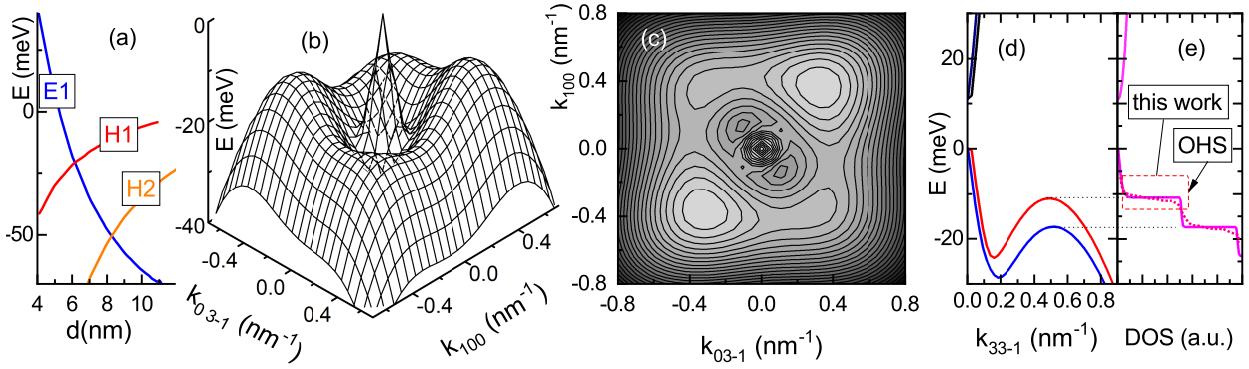 (a)
E (meV)
0
-50
E1
H1
H2
4 6 8 10
d(nm)
(b)
E (meV)
0
-20
-40
-0.4 0.0 0.4
k0 3-1 (nm-1)
-0.4 0.0 0.4
k100 (nm-1)
(c)
k100 (nm-1)
0.8
0.4
0.0
-0.4
-0.8
-0.8 -0.4 0.0 0.4 0.8
k03-1 (nm-1)
(d)
E (meV)
20
0
-20
0.0 0.2 0.4 0.6 0.8
k33-1 (nm-1)
(e)
this work
OHS
DOS (a.u.)